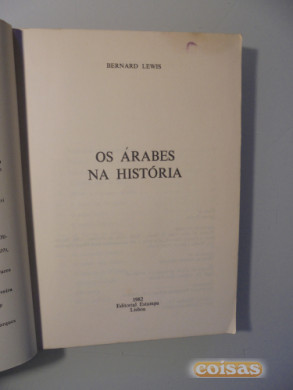 BERNARD LEWIS
OS ÁRABES
NA HISTÓRIA
1982
Editorial Estampa
Lisboa
coisas